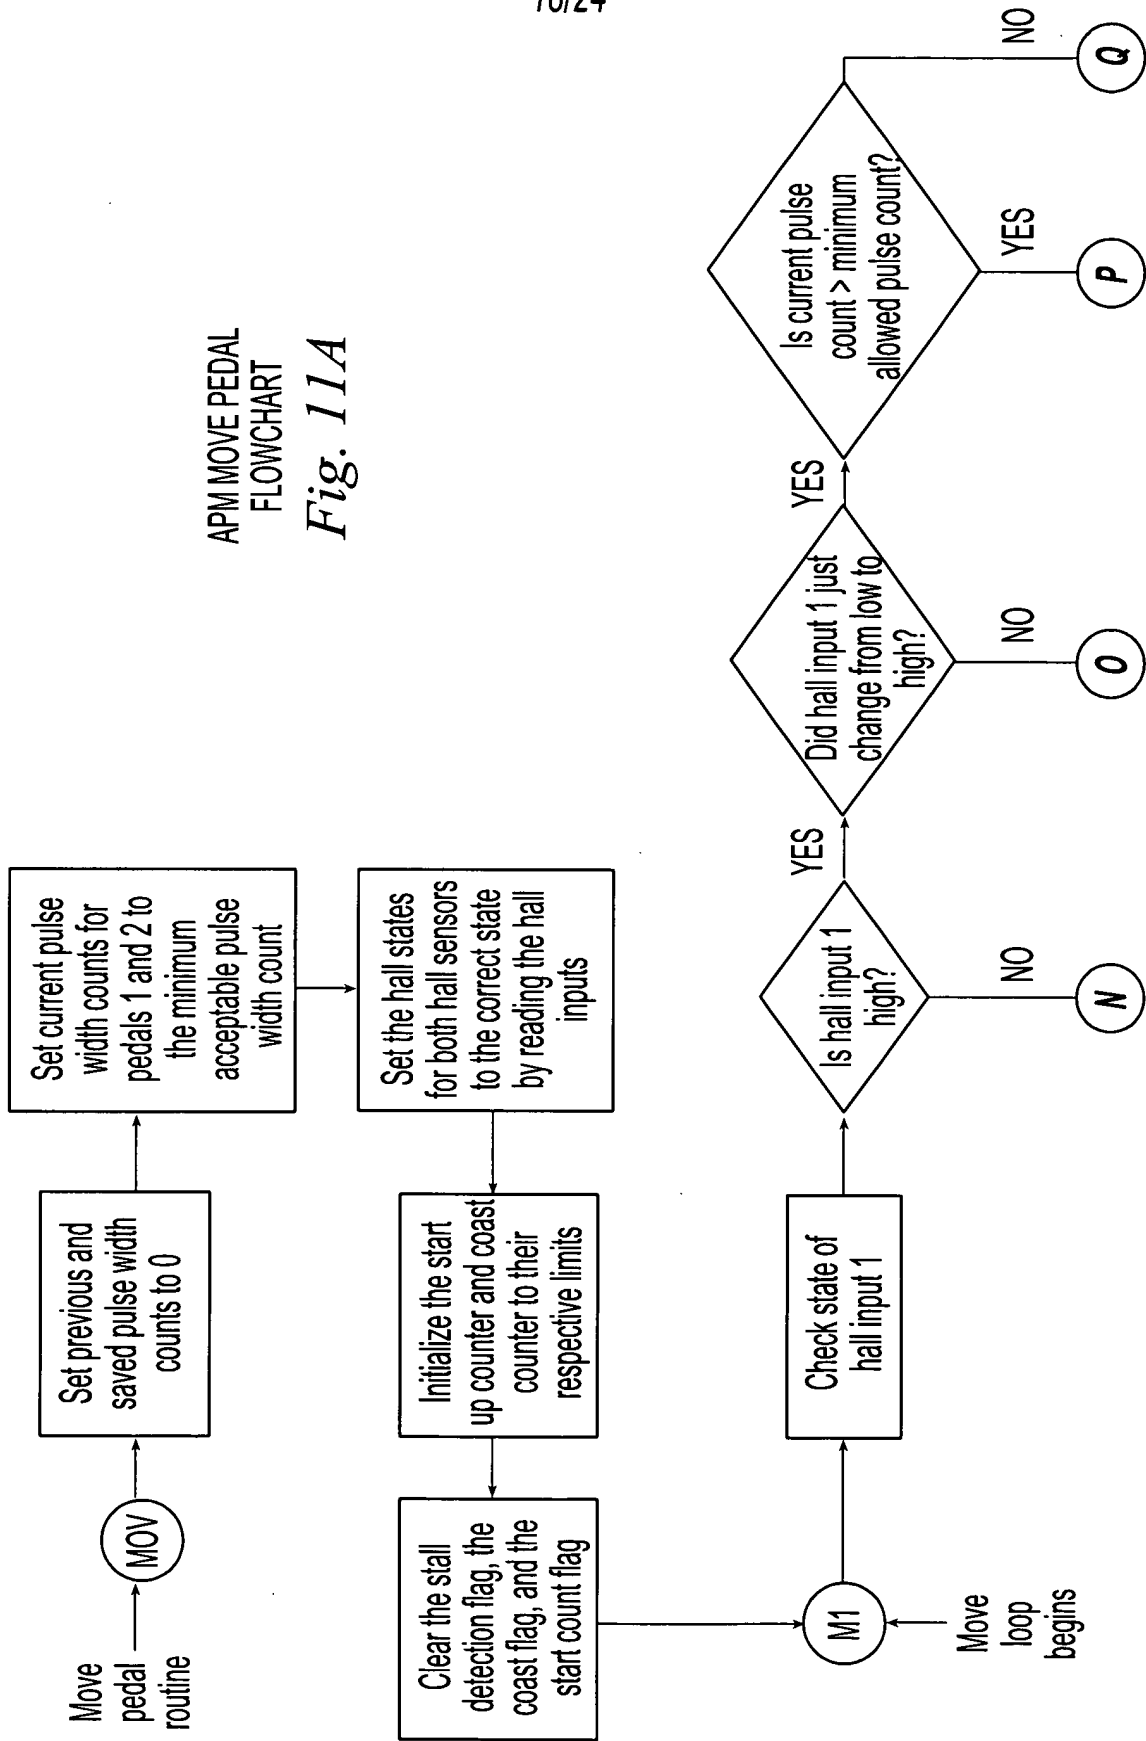 APM MOVE PEDAL
FLOWCHART
Fig. 11A
Move
pedal
routine
MOV
Set previous and
saved pulse width
counts to 0
Set current pulse
width counts for
pedals 1 and 2 to
the minimum
acceptable pulse
width count
Set the hall states
for both hall sensors
to the correct state
by reading the hall
inputs
Initialize the start
up counter and coast
counter to their
respective limits
Clear the stall
detection flag, the
coast flag, and the
start count flag
M1
Move
loop
begins
Check state of
hall input 1
Is hall input 1
high?
YES
NO
N
Did hall input 1 just
change from low to
high?
YES
NO
O
Is current pulse
count > minimum
allowed pulse count?
YES
P
NO
Q